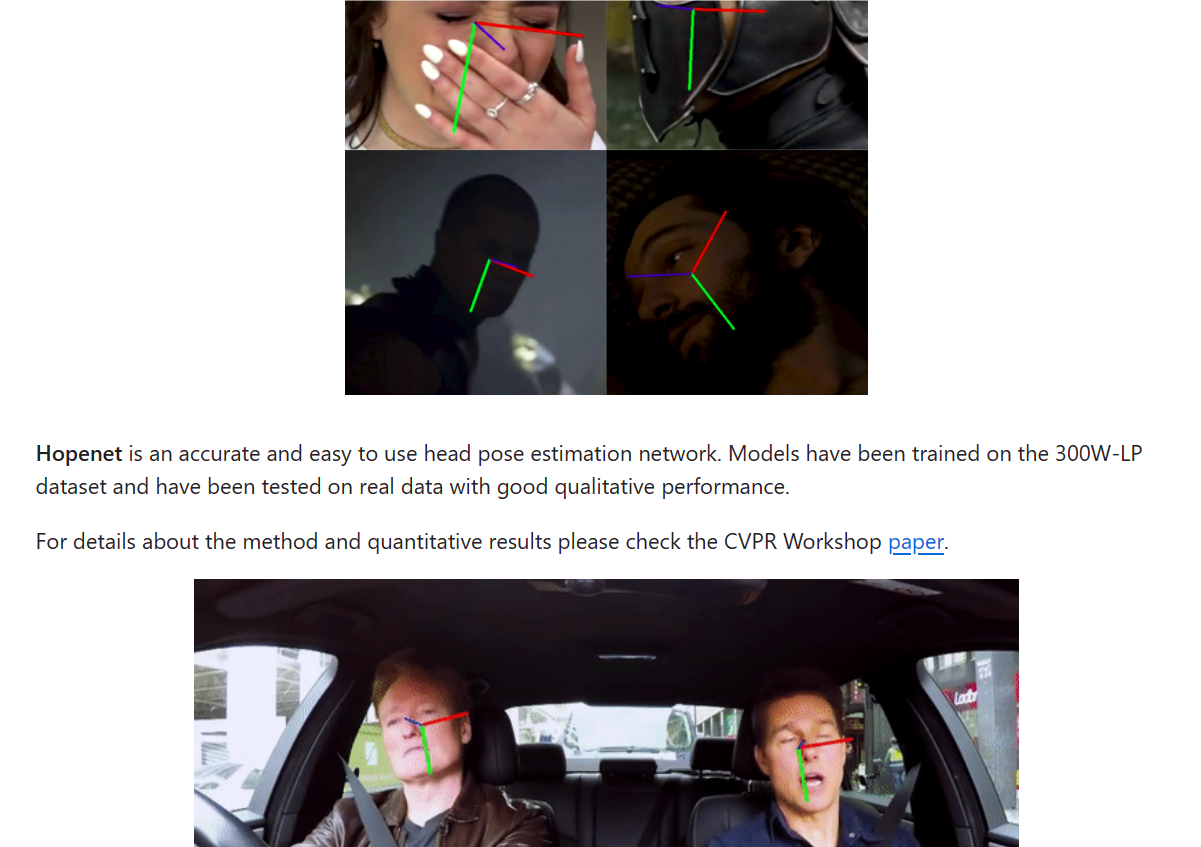 Hopenet is an accurate and easy to use head pose estimation network. Models have been trained on the 300W-LP
dataset and have been tested on real data with good qualitative performance.
For details about the method and quantitative results please check the CVPR Workshop paper.